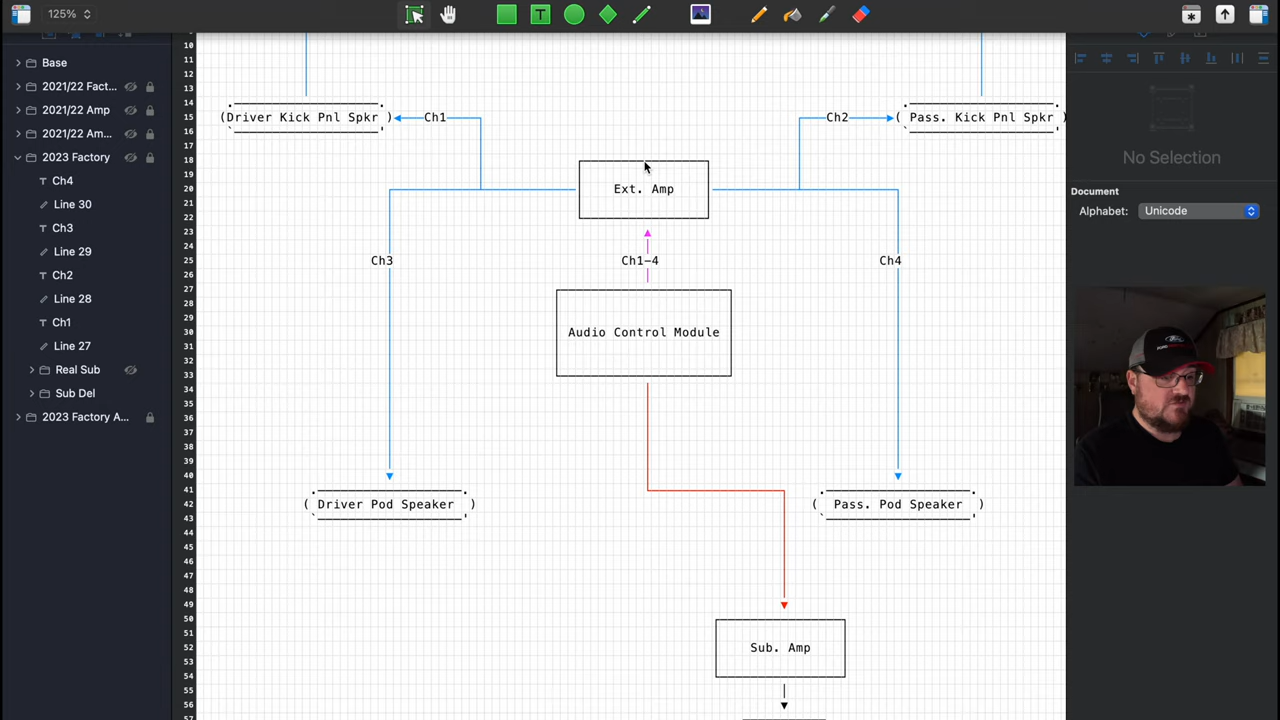 125%
Base
2021/22 Fact...
2021/22 Amp
2021/22 Am...
2023 Factory
Ch4
Line 30
Ch3
Line 29
Ch2
Line 28
Ch1
Line 27
Real Sub
Sub Del
2023 Factory A...
10
11
12
13
14
15
16
17
18
19
20
21
22
23
24
25
26
27
28
29
30
31
32
33
34
35
36
37
38
39
40
41
42
43
44
45
46
47
48
49
50
51
52
53
54
55
56
Driver Kick Pnl Spkr
Ch1
Ch2
Pass. Kick Pnl Spkr
Ext. Amp
Ch3
Ch1-4
Ch4
Audio Control Module
Driver Pod Speaker
Pass. Pod Speaker
Sub. Amp
No Selection
Document
Alphabet:
Unicode